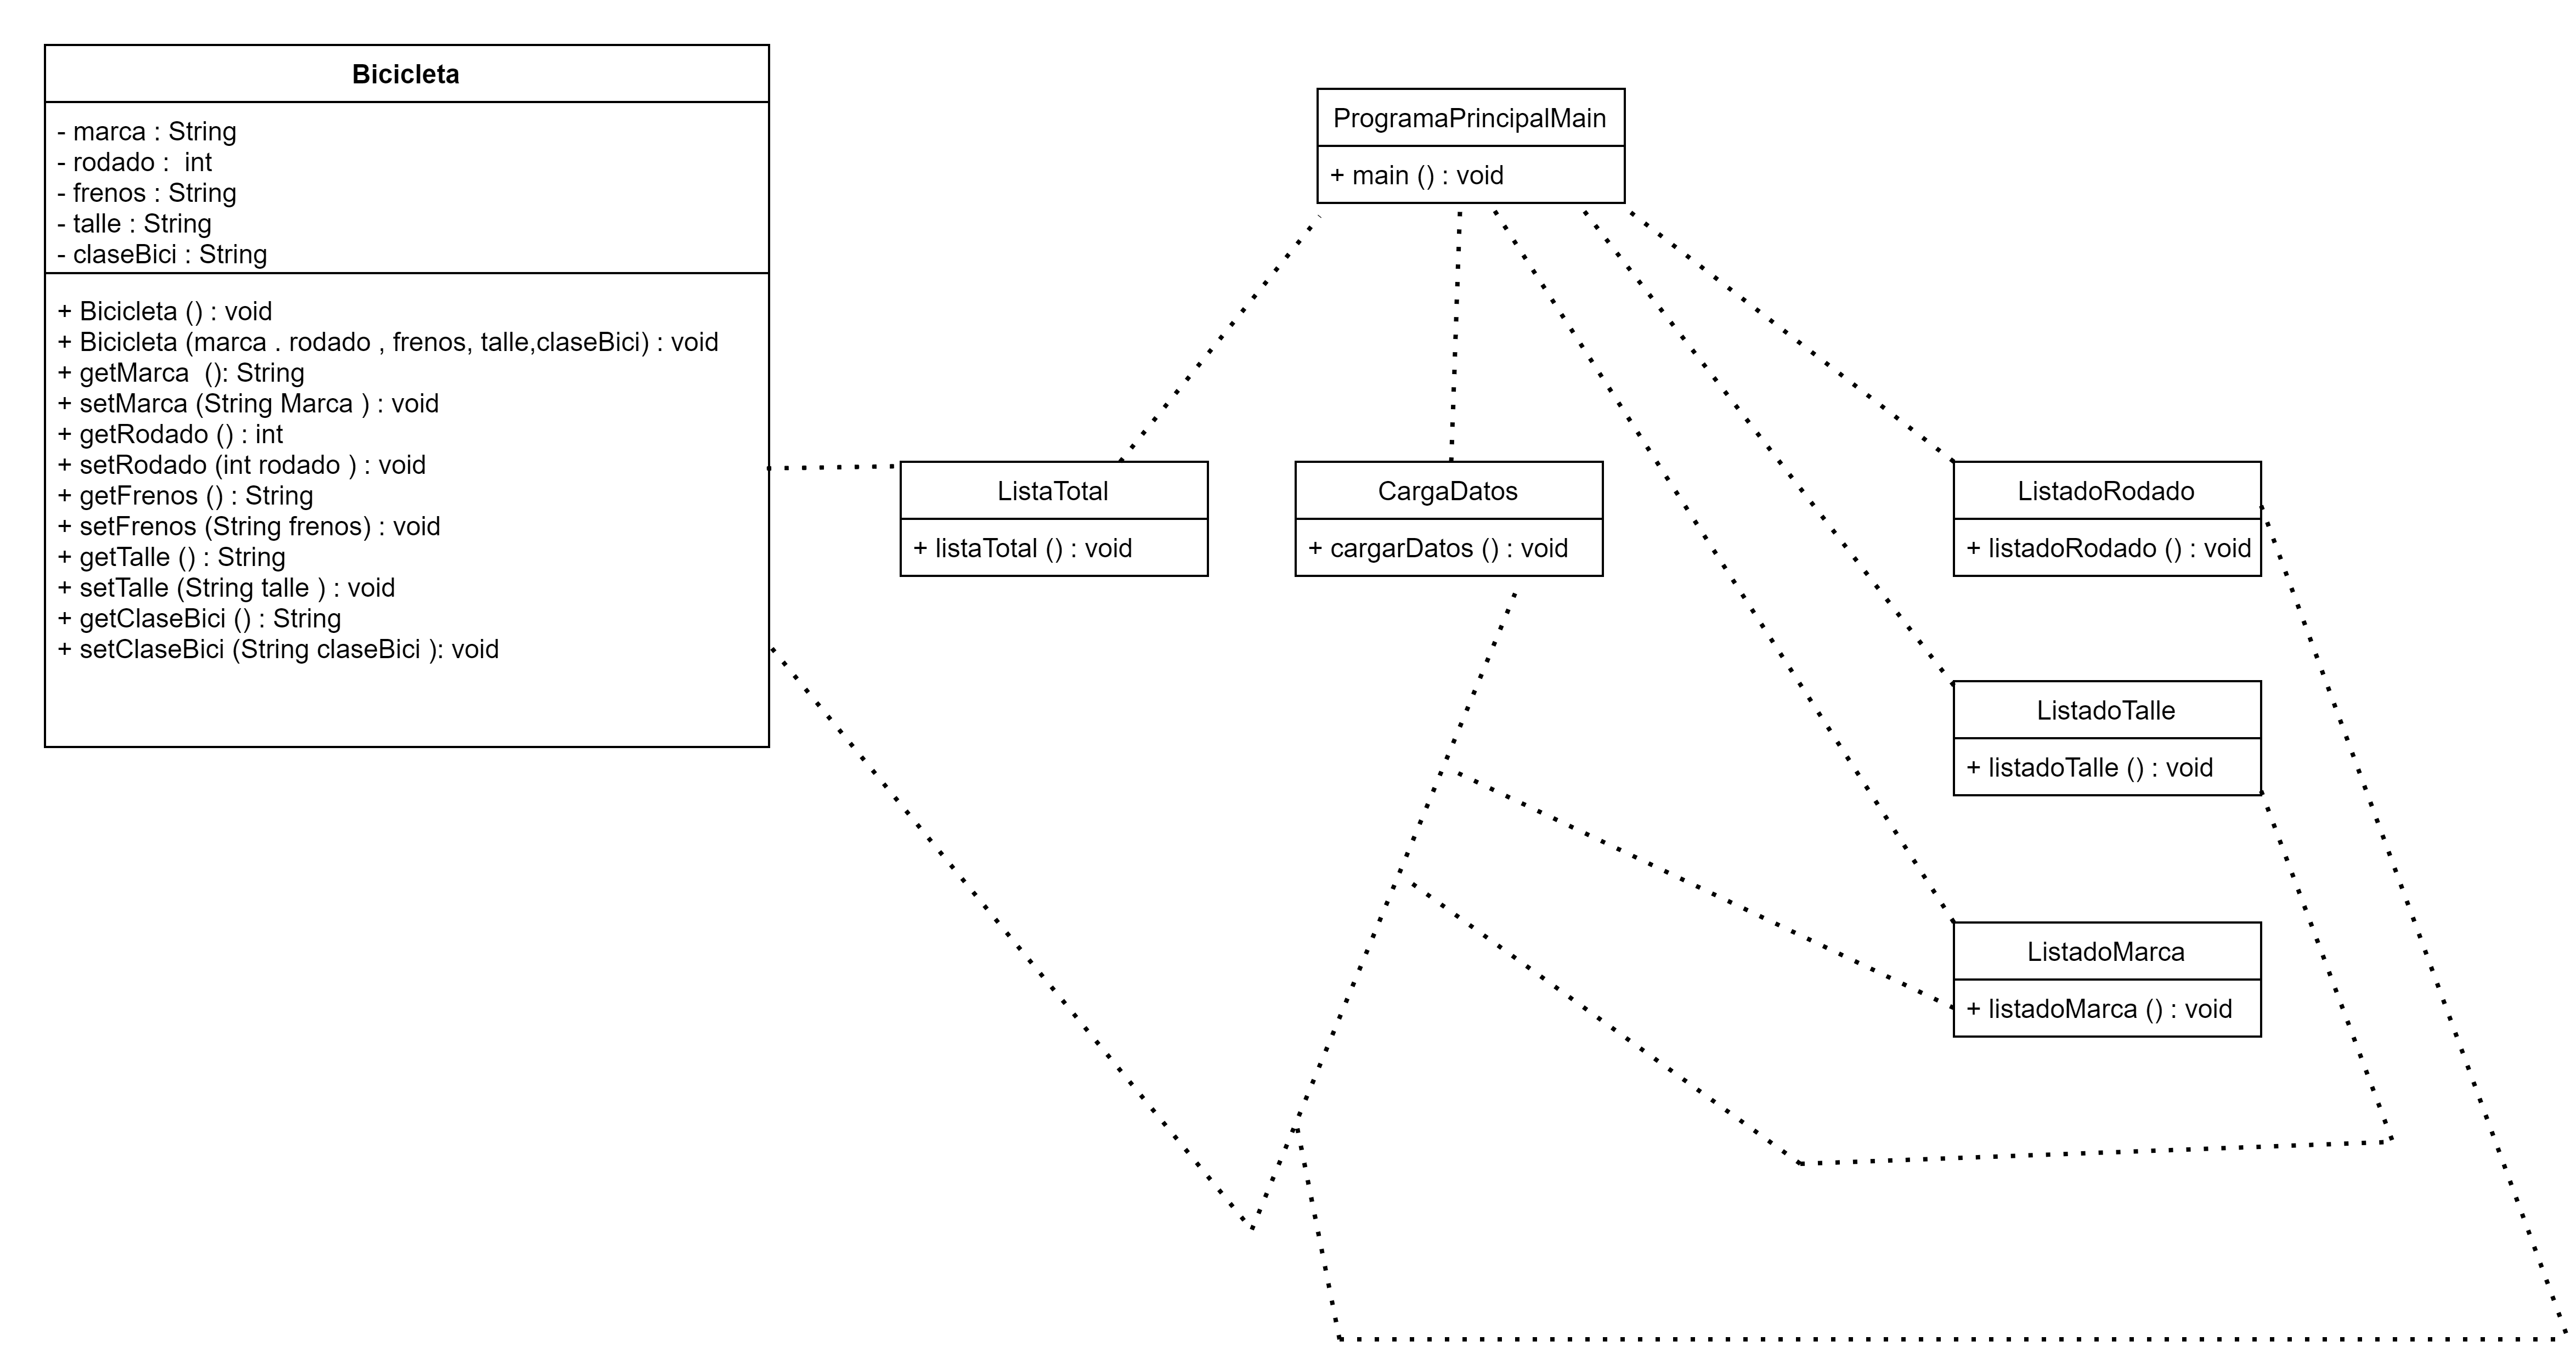 Bicicleta
- marca : String
- rodado :  int
- frenos : String
- talle : String
- claseBici : String
+ Bicicleta () : void
+ Bicicleta (marca . rodado , frenos, talle,claseBici) : void
+ getMarca  (): String
+ setMarca (String Marca ) : void
+ getRodado () : int
+ setRodado (int rodado ) : void
+ getFrenos () : String
+ setFrenos (String frenos) : void
+ getTalle () : String
+ setTalle (String talle ) : void
+ getClaseBici () : String
+ setClaseBici (String claseBici ): void
ProgramaPrincipalMain
+ main () : void
ListaTotal
+ listaTotal () : void
CargaDatos
+ cargarDatos () : void
ListadoRodado
+ listadoRodado () : void
ListadoTalle
+ listadoTalle () : void
ListadoMarca
+ listadoMarca () : void